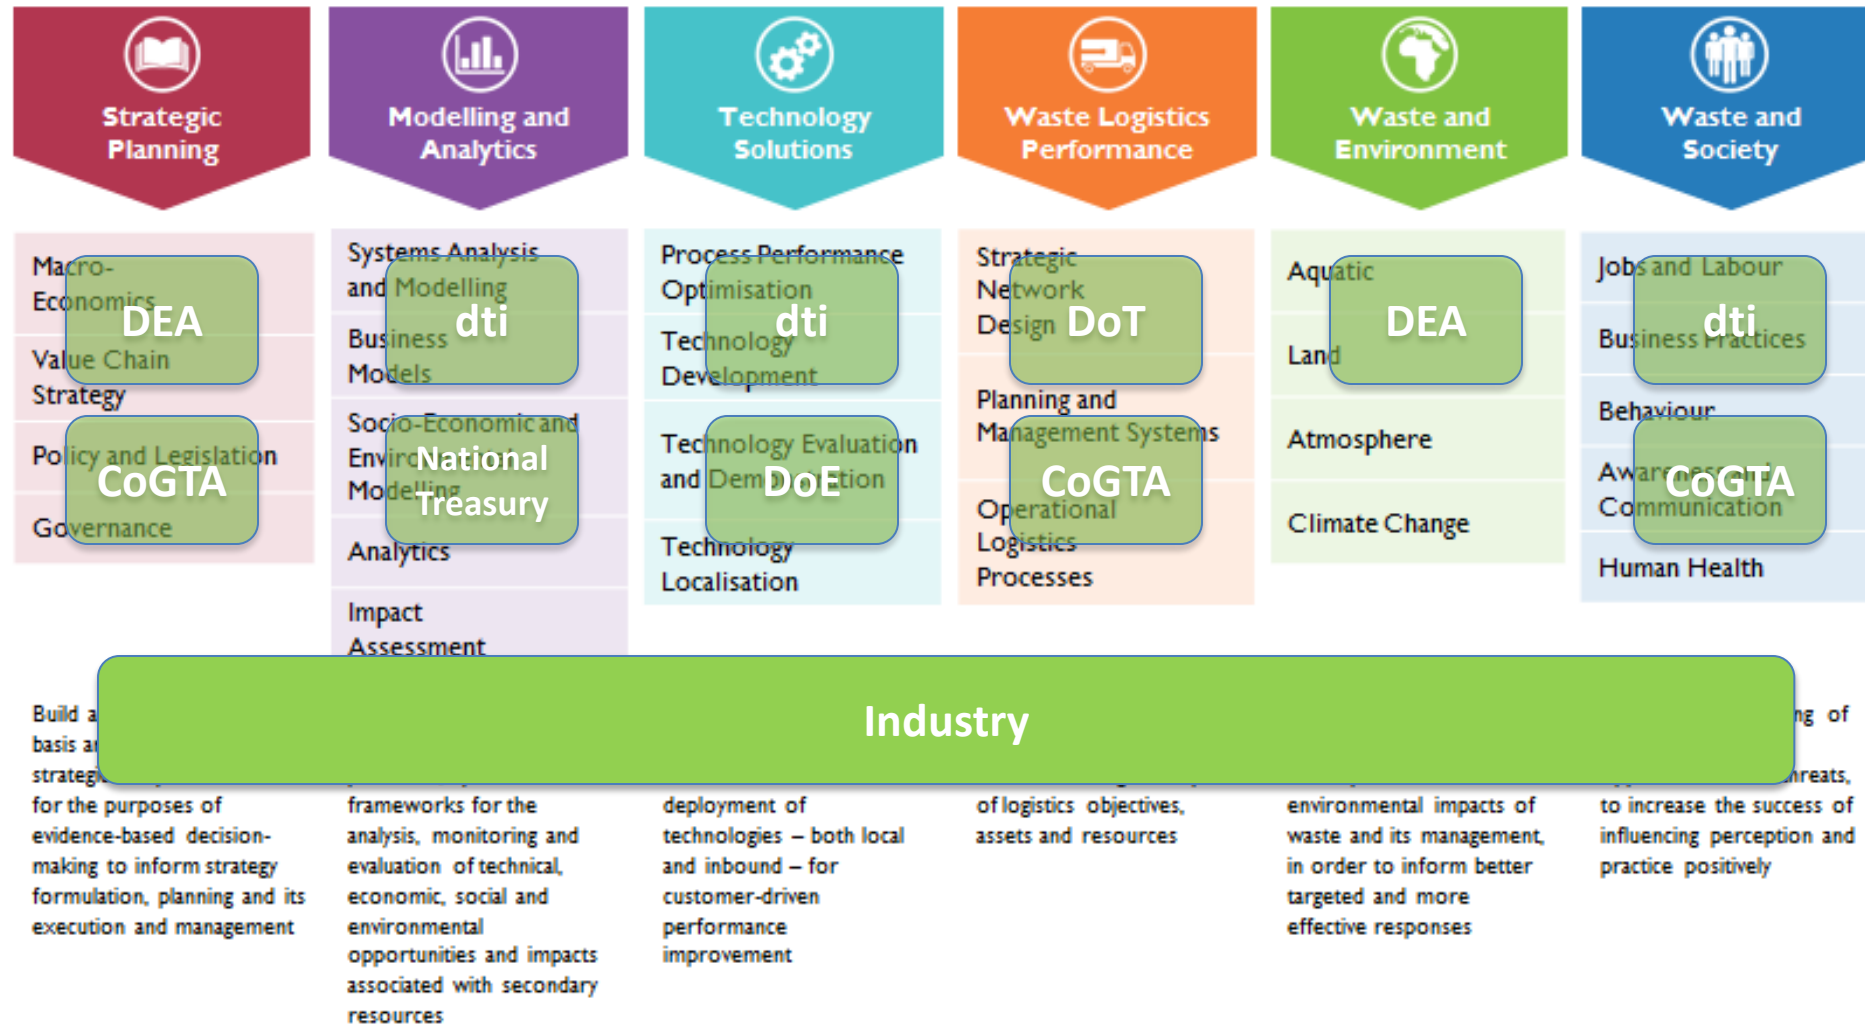 Strategic
Planning
Modelling and
Analytics
Technology
Solutions
Waste Logistics
Performance
Waste and
Environment
Waste and
Society
Macro-
Economics
Value Chain
Strategy
Policy and Legislation
Governance
DEA
CoGTA
Systems Analysis
and Modelling
Business
Models
Socio-Economic and
Environmental
Modelling
Analytics
Impact
Assessment
dti
National
Treasury
Process Performance
Optimisation
Technology
Development
Technology Evaluation
and Demonstration
Technology
Localisation
dti
DoE
Strategic
Network
Design
Planning and
Management Systems
Operational
Logistics
Processes
DoT
CoGTA
Aquatic
Land
Atmosphere
Climate Change
DEA
Jobs and Labour
Business Practices
Behaviour
Awareness and
Communication
Human Health
dti
CoGTA
Industry
Build
basis
for the purposes of
evidence-based decision-
making to inform strategy
formulation, planning and its
execution and management
frameworks for the
analysis, monitoring and
evaluation of technical,
economic, social and
environmental
opportunities and impacts
associated with secondary
resources
deployment of
technologies – both local
and inbound – for
customer-driven
performance
improvement
of logistics objectives,
assets and resources
environmental impacts of
waste and its management,
in order to inform better
targeted and more
effective responses
of
to increase the success of
influencing perception and
practice positively